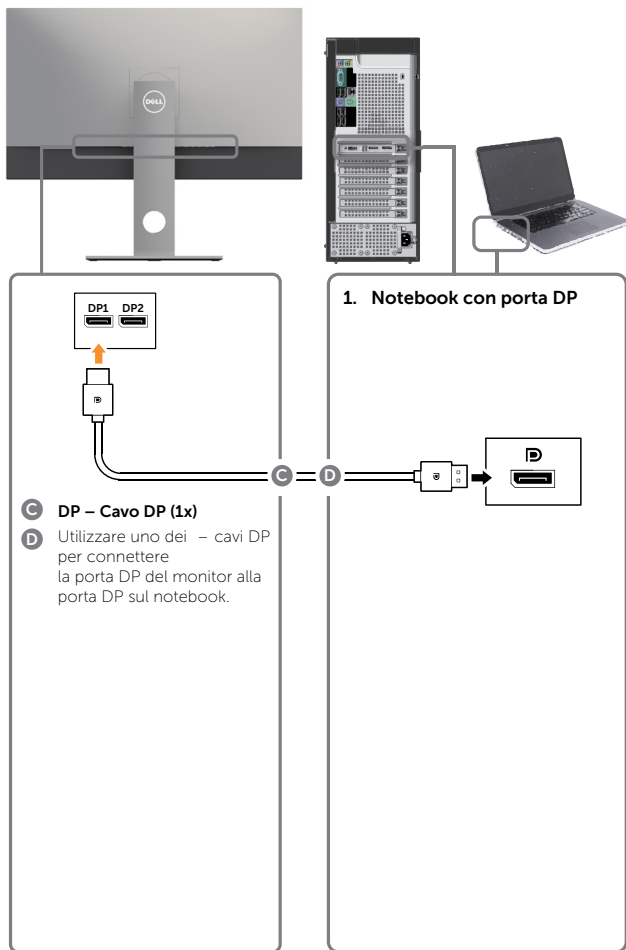 DELL
1. Notebook con porta DP
DP1 DP2
C D
C DP – Cavo DP (1x)
D Utilizzare uno dei – cavi DP
per connettere
la porta DP del monitor alla
porta DP sul notebook.